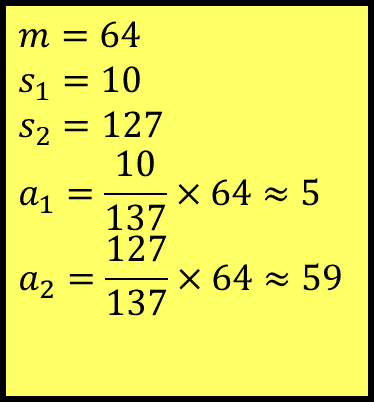 m = 64
s₁ = 10
s₂ = 127
a₁ = 10/137 × 64 ≈ 5
a₂ = 127/137 × 64 ≈ 59